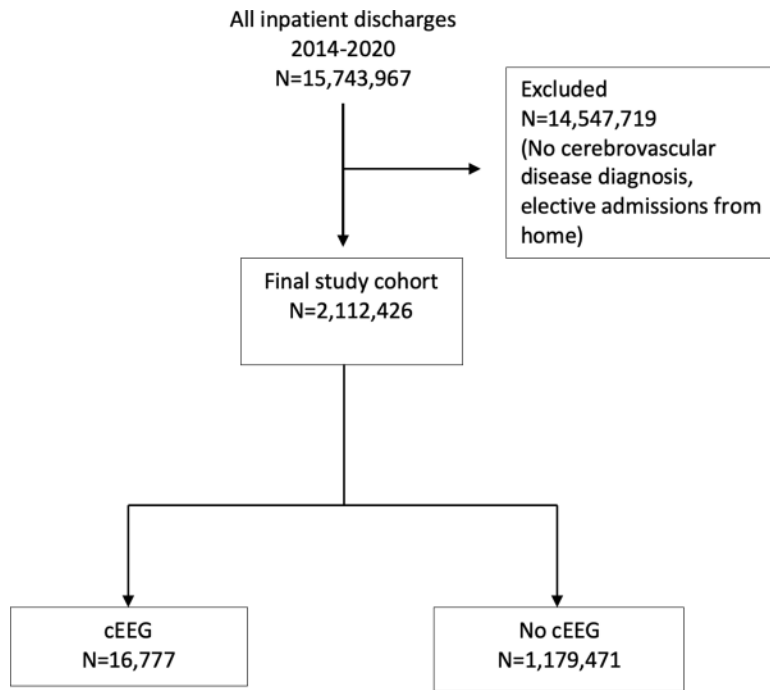 All inpatient discharges
2014-2020
N=15,743,967
Excluded
N=14,547,719
(No cerebrovascular
disease diagnosis,
elective admissions from
home)
Final study cohort
N=2,112,426
cEEG
N=16,777
No cEEG
N=1,179,471